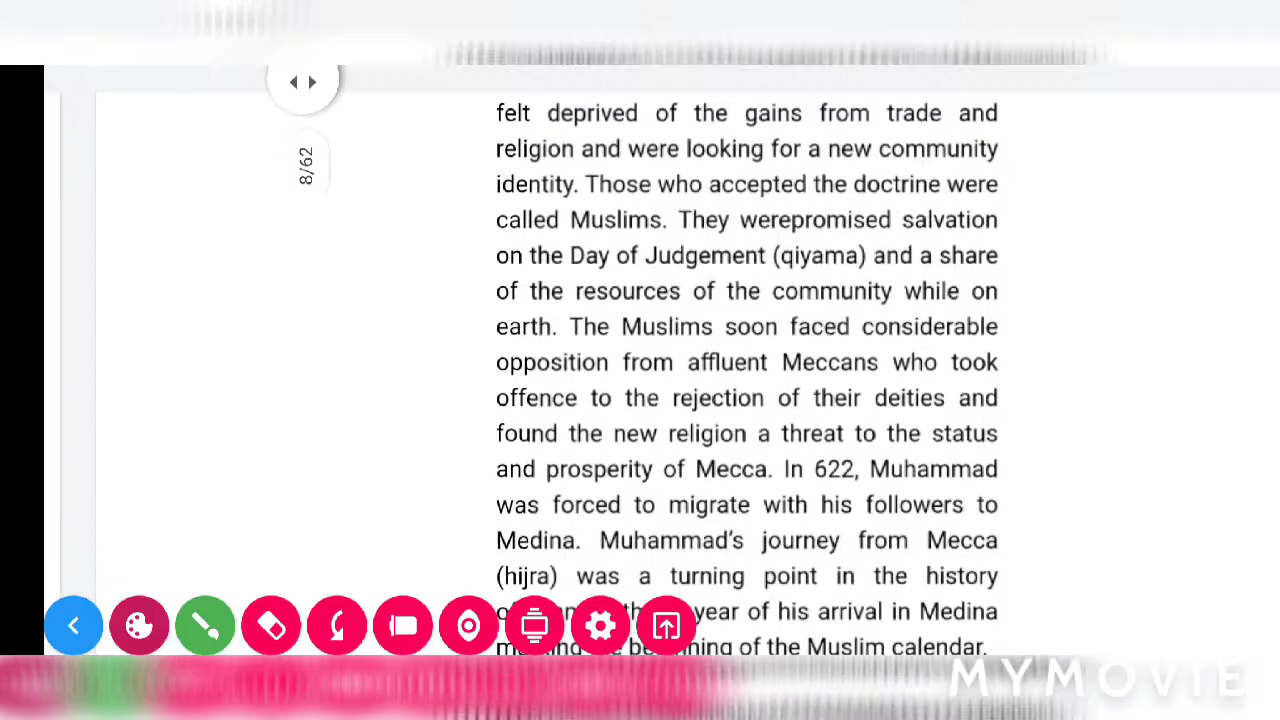 felt deprived of the gains from trade and
religion and were looking for a new community
identity. Those who accepted the doctrine were
called Muslims. They werepromised salvation
on the Day of Judgement (qiyama) and a share
of the resources of the community while on
earth. The Muslims soon faced considerable
opposition from affluent Meccans who took
offence to the rejection of their deities and
found the new religion a threat to the status
and prosperity of Mecca. In 622, Muhammad
was forced to migrate with his followers to
Medina. Muhammad's journey from Mecca
(hijra) was a turning point in the history
year of his arrival in Medina
of the Muslim calendar.
8/62
MYMOVIE